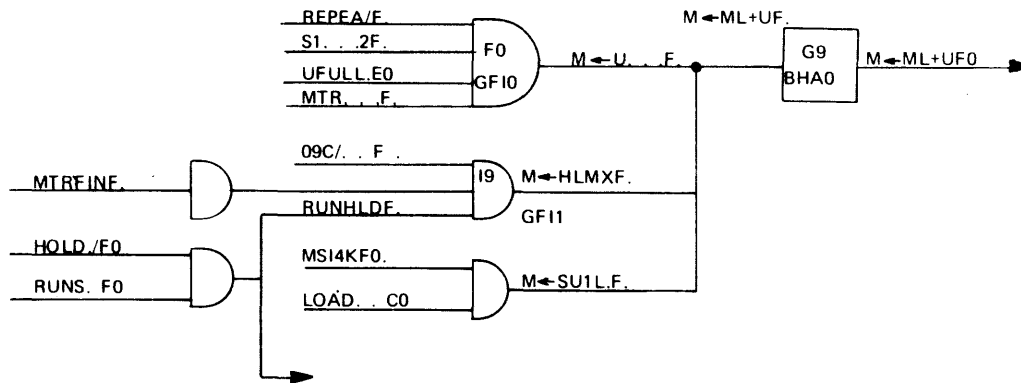 REPEA/F.
S1. . .2F.
UFULL.E0
MTR. . .F.
F0
GFI0
M←U. . .F.
M←ML+UF.
G9
BHA0
M←ML+UF0
09C/. . F .
MTRFINF.
RUNHLDF.
I9
M←HLMXF.
GFI1
HOLD./F0
RUNS. F0
MSI4KF0.
LOAD. . C0
M←SU1L.F.